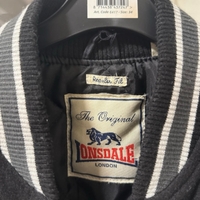 Regular Fit
The Original
LONSDALE
LONDON